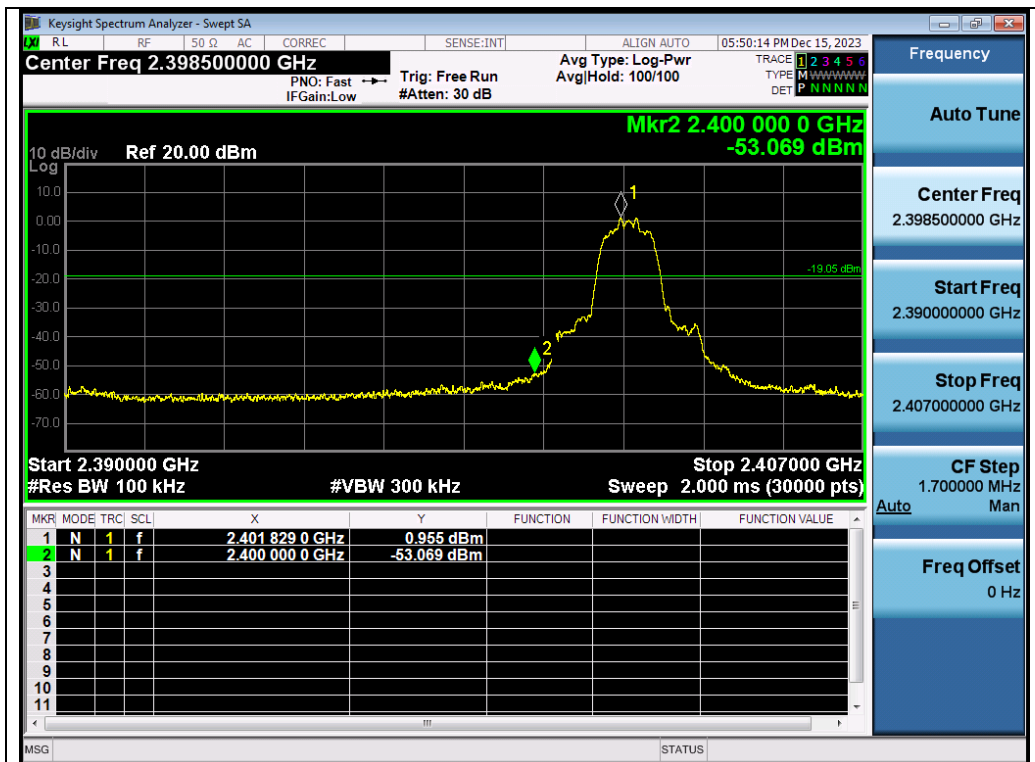 Keysight Spectrum Analyzer - Swept SA
LXI RL RF 50 Ω AC CORREC SENSE:INT ALIGN AUTO 05:50:14 PM Dec 15, 2023
Center Freq 2.398500000 GHz
PNO: Fast
IFGain:Low
Trig: Free Run
#Atten: 30 dB
Avg Type: Log-Pwr
Avg|Hold: 100/100
TRACE 1 2 3 4 5 6
TYPE M WWWWW
DET P N N N N N
Mkr2 2.400 000 0 GHz
-53.069 dBm
10 dB/div Ref 20.00 dBm
Log
10.0
0.00
-10.0
-20.0
-30.0
-40.0
-50.0
-60.0
-70.0
1
2
-19.05 dBm
Start 2.390000 GHz Stop 2.407000 GHz
#Res BW 100 kHz #VBW 300 kHz Sweep 2.000 ms (30000 pts)
MKR MODE TRC SCL X Y FUNCTION FUNCTION WIDTH FUNCTION VALUE
1 N 1 f 2.401 829 0 GHz 0.955 dBm
2 N 1 f 2.400 000 0 GHz -53.069 dBm
3
4
5
6
7
8
9
10
11
MSG STATUS
Frequency
Auto Tune
Center Freq
2.398500000 GHz
Start Freq
2.390000000 GHz
Stop Freq
2.407000000 GHz
CF Step
1.700000 MHz
Auto Man
Freq Offset
0 Hz